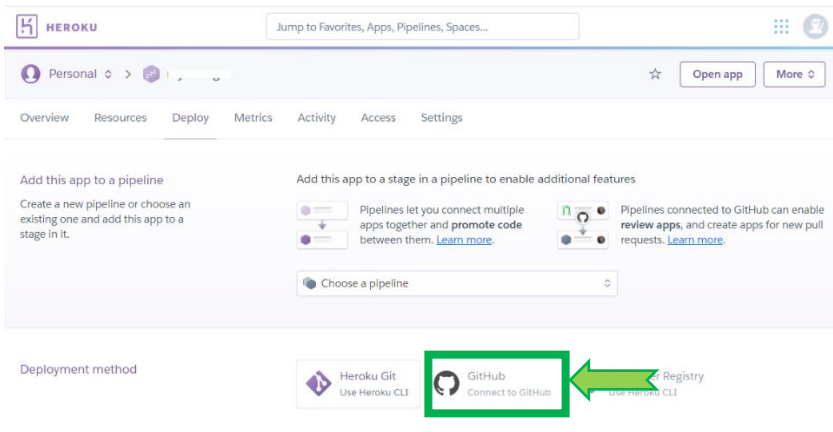 HEROKU
Jump to Favorites, Apps, Pipelines, Spaces...
Personal
Open app
More
Overview Resources Deploy Metrics Activity Access Settings
Add this app to a pipeline
Create a new pipeline or choose an
existing one and add this app to a
stage in it.
Add this app to a stage in a pipeline to enable additional features
Pipelines let you connect multiple
apps together and promote code
between them. Learn more.
Pipelines connected to GitHub can enable
review apps, and create apps for new pull
requests. Learn more.
Choose a pipeline
Deployment method
Heroku Git
Use Heroku CLI
GitHub
Connect to GitHub
Registry
Use Heroku CLI